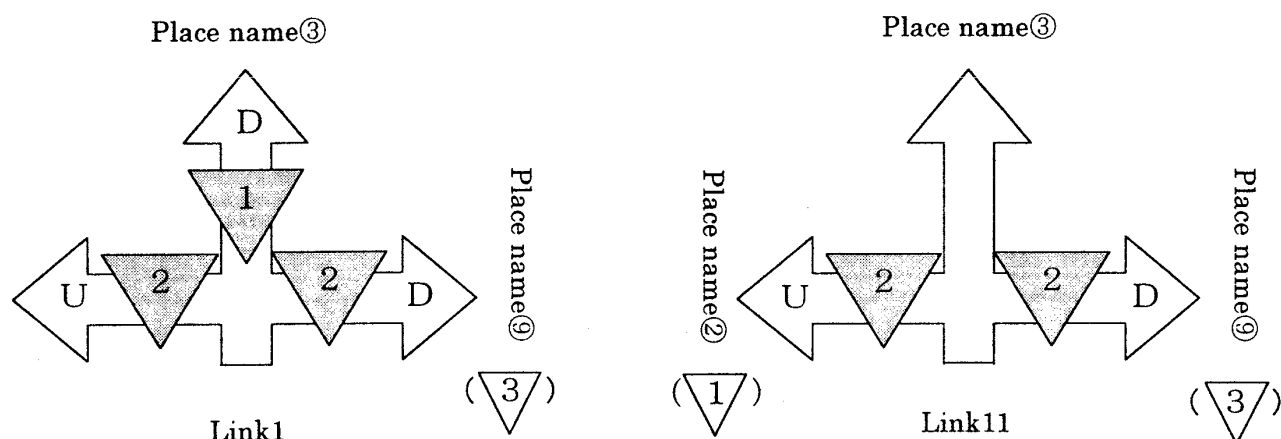 Place name③
D
1
U
2
2
D
Place name⑨
(3)
Link1
Place name③
Place name②
U
2
2
D
Place name⑨
(1)
(3)
Link11